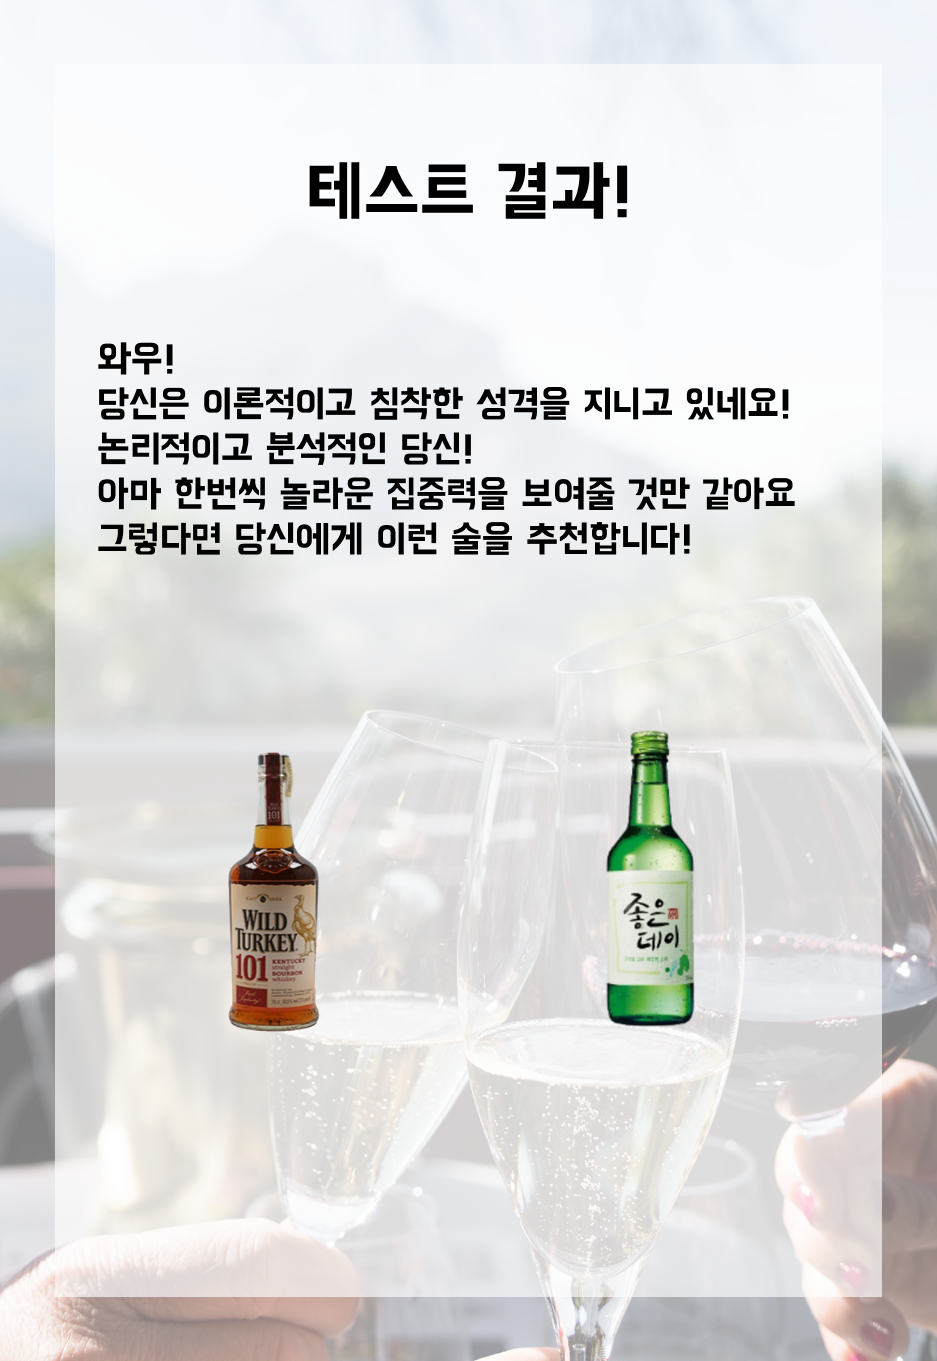 테스트 결과!
와우!
당신은 이론적이고 침착한 성격을 지니고 있네요!
논리적이고 분석적인 당신!
아마 한번씩 놀라운 집중력을 보여줄 것만 같아요
그렇다면 당신에게 이런 술을 추천합니다!
101
WILD
TURKEY
101
KENTUCKY
straight
BOURBON
whiskey
좋은
데이